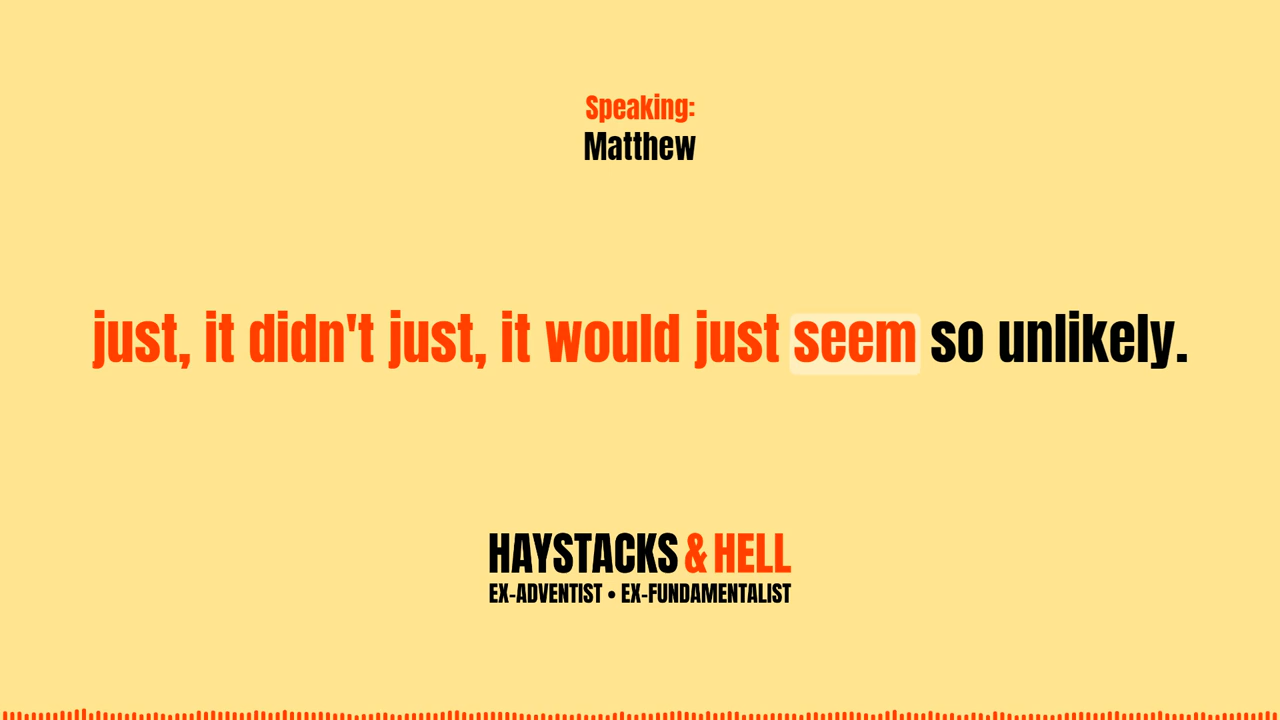 Speaking:
Matthew
just, it didn't just, it would just seem so unlikely.
HAYSTACKS & HELL
EX-ADVENTIST • EX-FUNDAMENTALIST